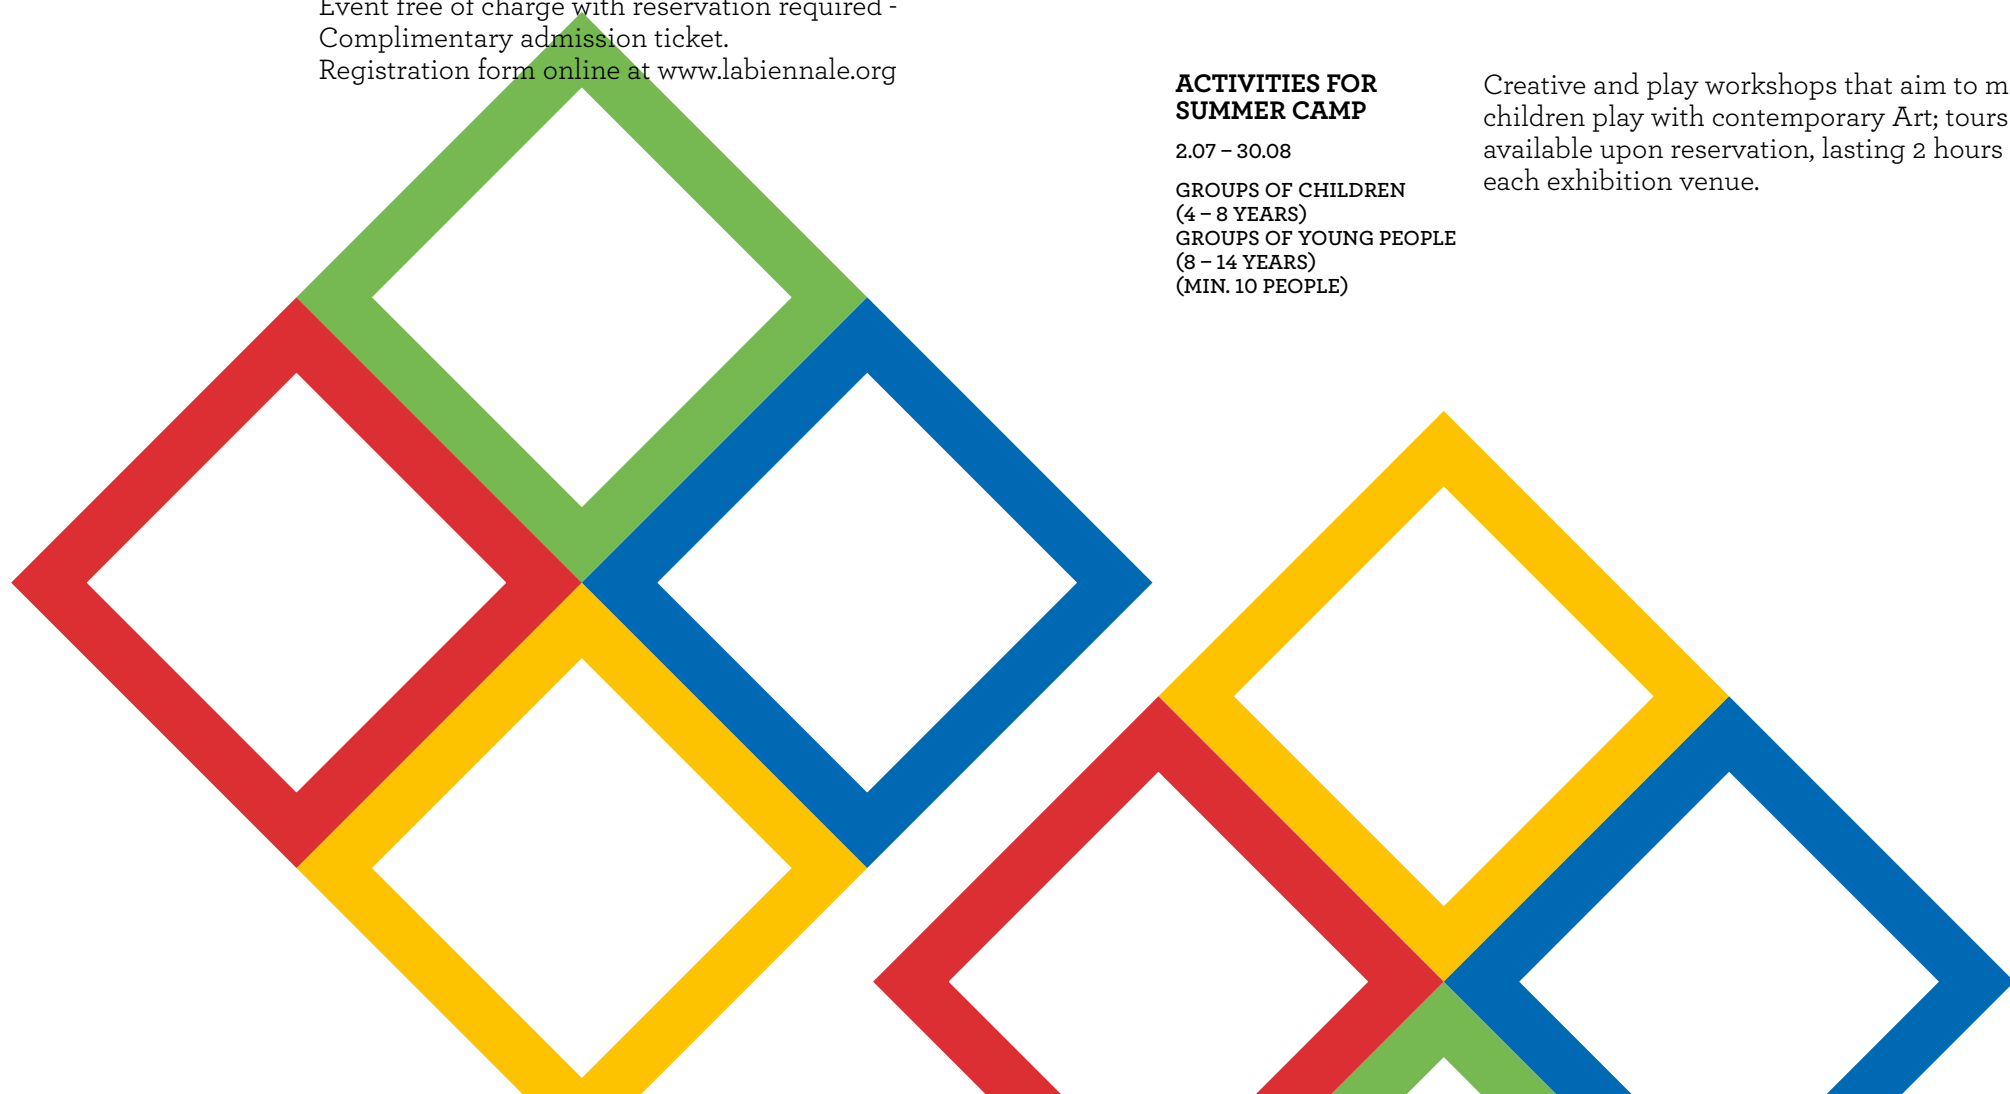 Event free of charge with reservation required -
Complimentary admission ticket.
Registration form online at www.labiennale.org
ACTIVITIES FOR
SUMMER CAMP
2.07 – 30.08
GROUPS OF CHILDREN
(4 – 8 YEARS)
GROUPS OF YOUNG PEOPLE
(8 – 14 YEARS)
(MIN. 10 PEOPLE)
Creative and play workshops that aim to
children play with contemporary Art; tours
available upon reservation, lasting 2 hours
each exhibition venue.